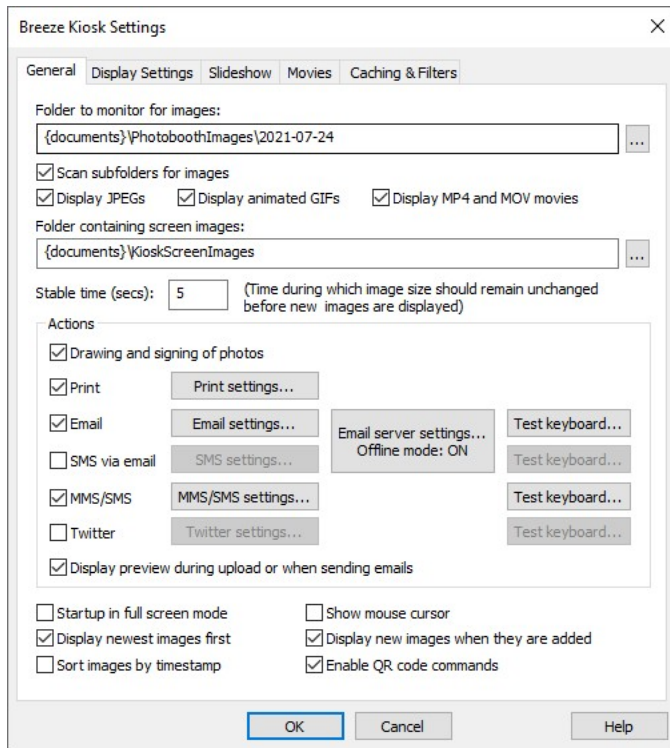 Breeze Kiosk Settings
General Display Settings Slideshow Movies Caching & Filters
Folder to monitor for images:
{documents}\PhotoboothImages\2021-07-24 ...
Scan subfolders for images
Display JPEGs Display animated GIFs Display MP4 and MOV movies
Folder containing screen images:
{documents}\KioskScreenImages ...
Stable time (secs): 5 (Time during which image size should remain unchanged
before new images are displayed)
Actions
Drawing and signing of photos
Print Print settings...
Email Email settings... Email server settings... Test keyboard...
Offline mode: ON
SMS via email SMS settings... Test keyboard...
MMS/SMS MMS/SMS settings... Test keyboard...
Twitter Twitter settings... Test keyboard...
Display preview during upload or when sending emails
Startup in full screen mode Show mouse cursor
Display newest images first Display new images when they are added
Sort images by timestamp Enable QR code commands
OK Cancel Help